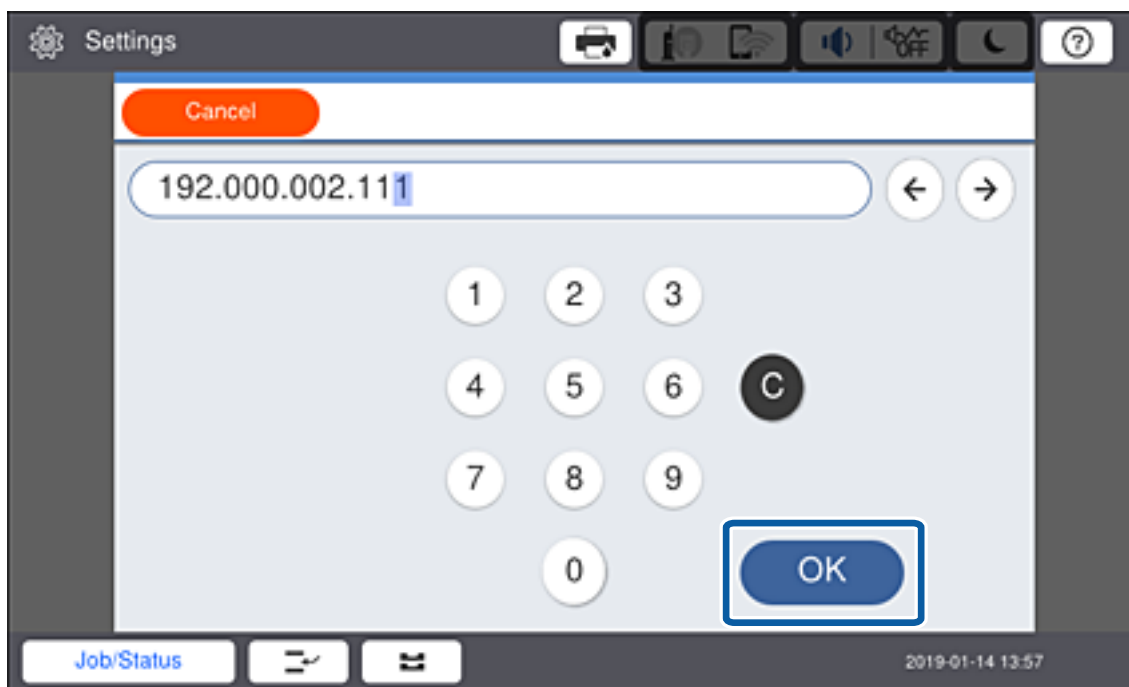 Settings
OFF
?
Cancel
192.000.002.111
1 2 3
4 5 6 C
7 8 9
0 OK
Job/Status
2019-01-14 13:57